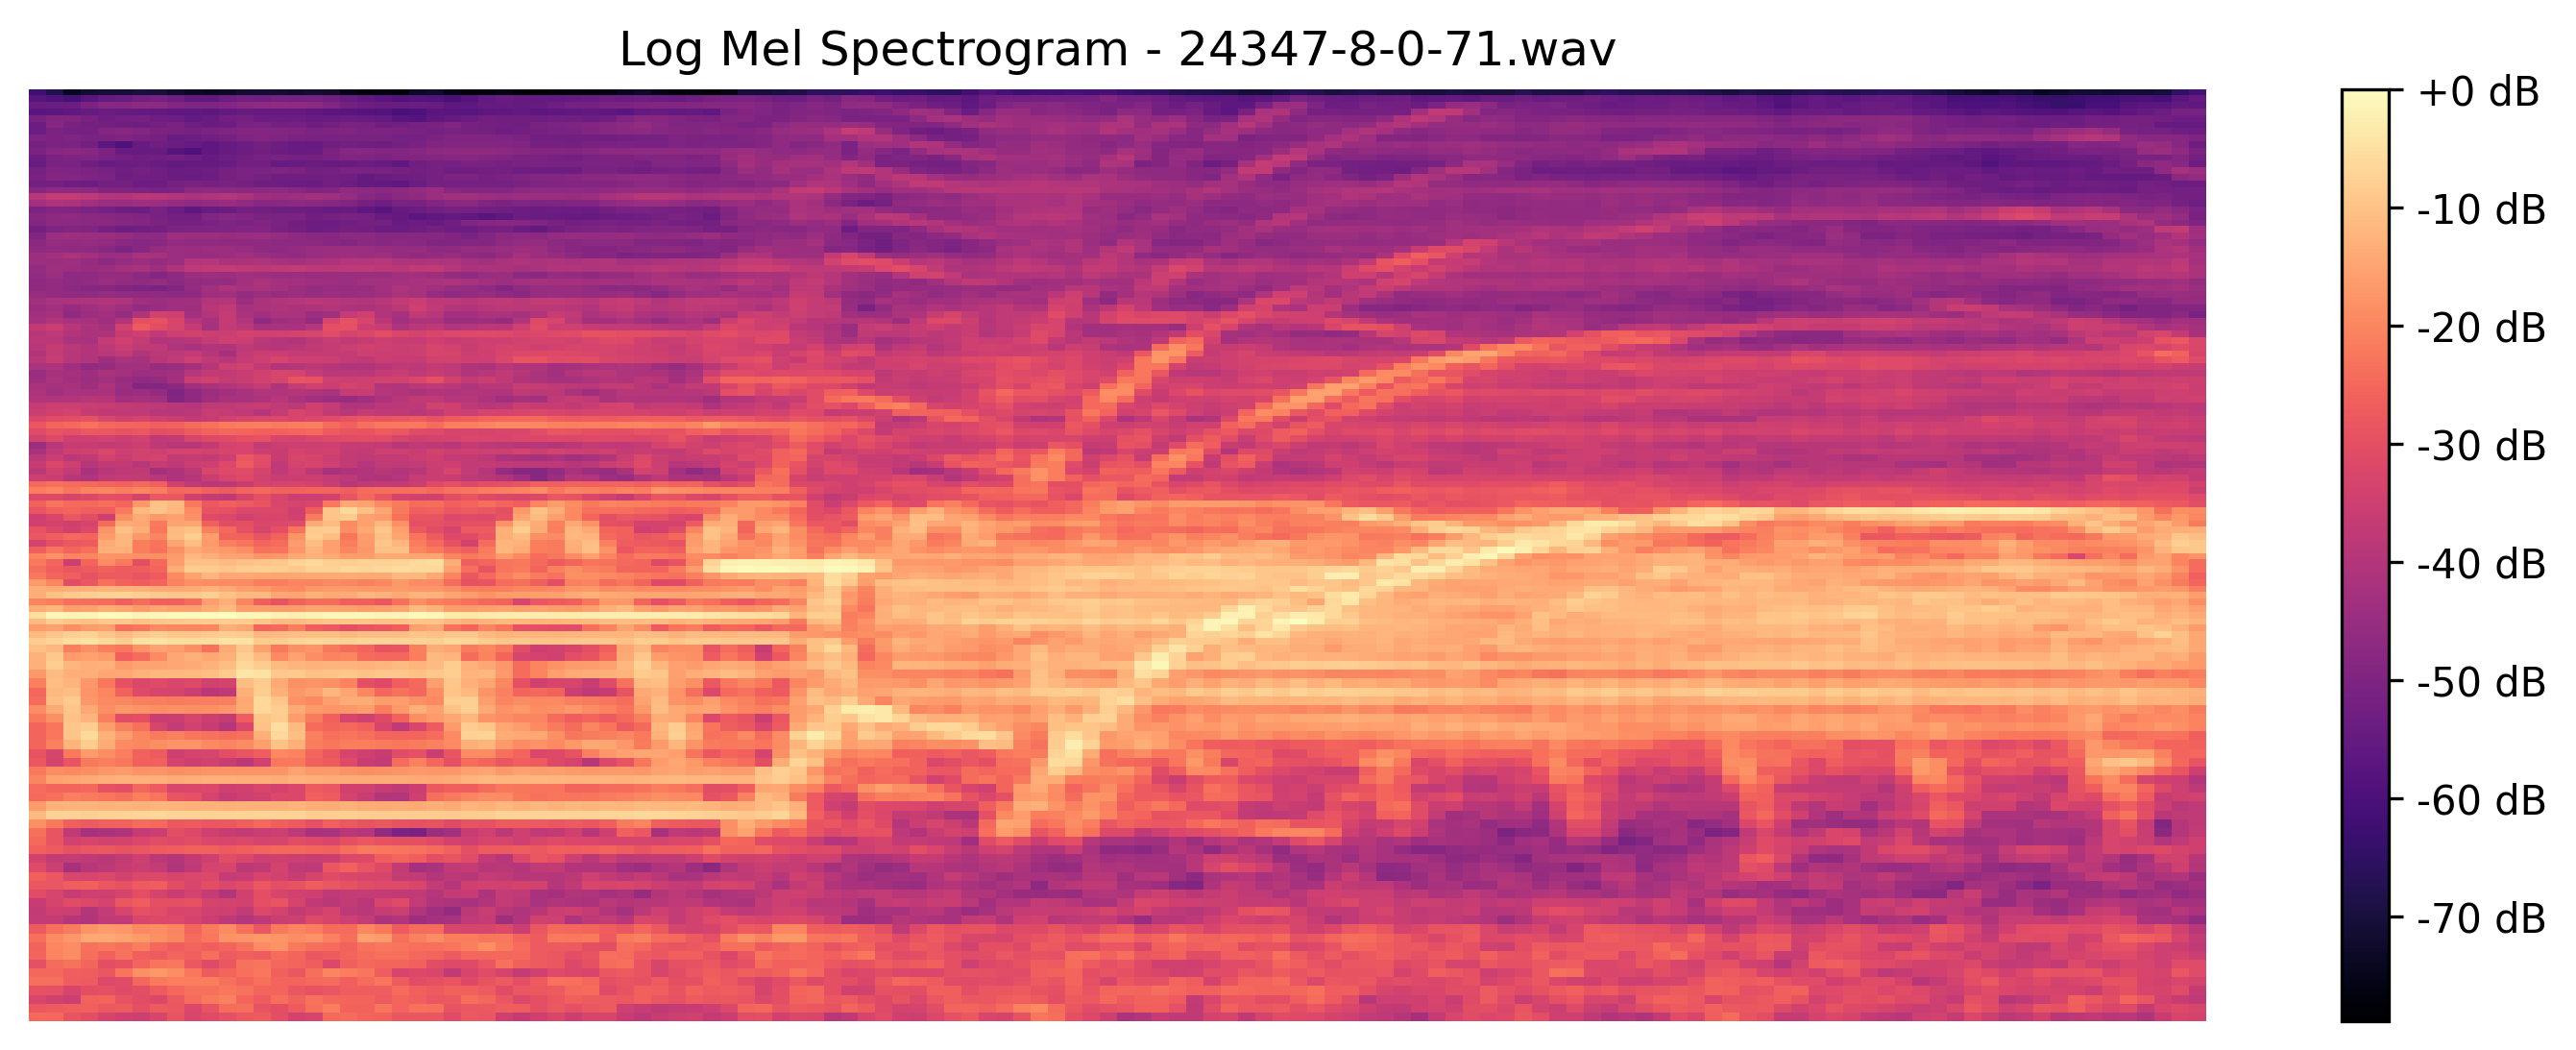 Log Mel Spectrogram - 24347-8-0-71.wav
+0 dB
-10 dB
-20 dB
-30 dB
-40 dB
-50 dB
-60 dB
-70 dB